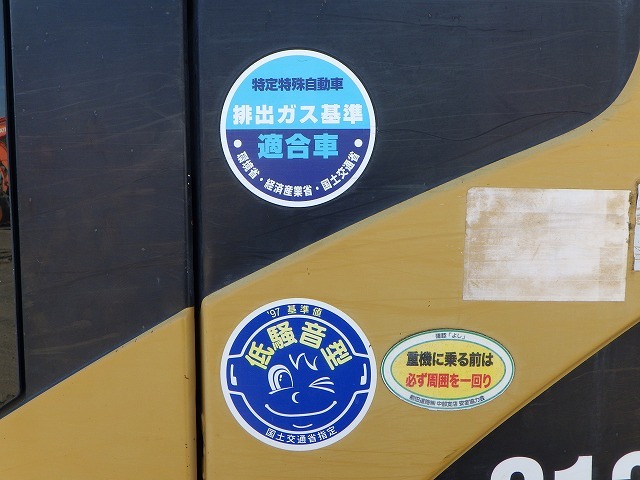 特定特殊自動車
排出ガス基準
適合車
・環境省・経済産業省・国土交通省・
'97 基準値
低騒音型
国土交通省指定
確認「よし」
重機に乗る前は
必ず周囲を一回り
312